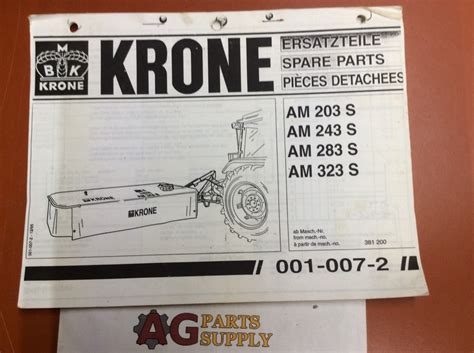 M
B K
KRONE
KRONE
ERSATZTEILE
SPARE PARTS
PIÈCES DETACHEES
AM 203 S
AM 243 S
AM 283 S
AM 323 S
KRONE
KRONE
ab Masch.-Nr.
from mach.-no.
à partir de mach.-no.
381 200
001-007-2
AG PARTS
SUPPLY